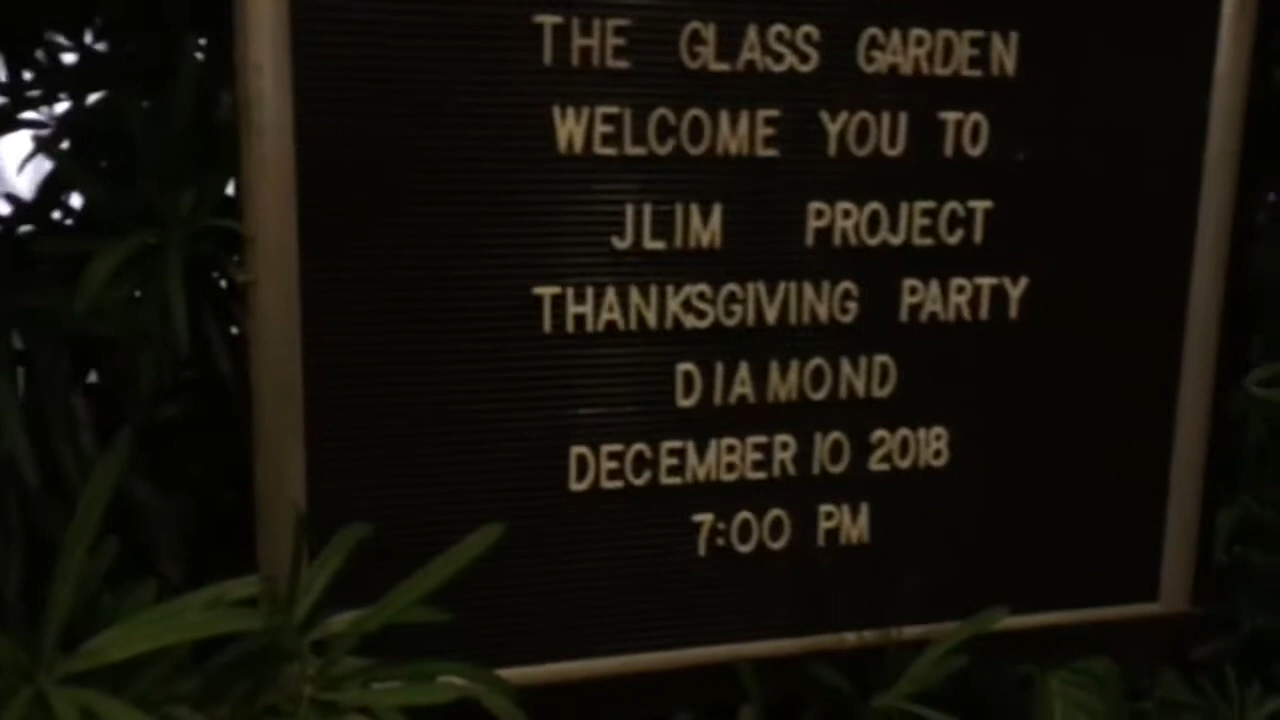 THE GLASS GARDEN
WELCOME YOU TO
JLIM PROJECT
THANKSGIVING PARTY
DIAMOND
DECEMBER 10 2018
7:00 PM